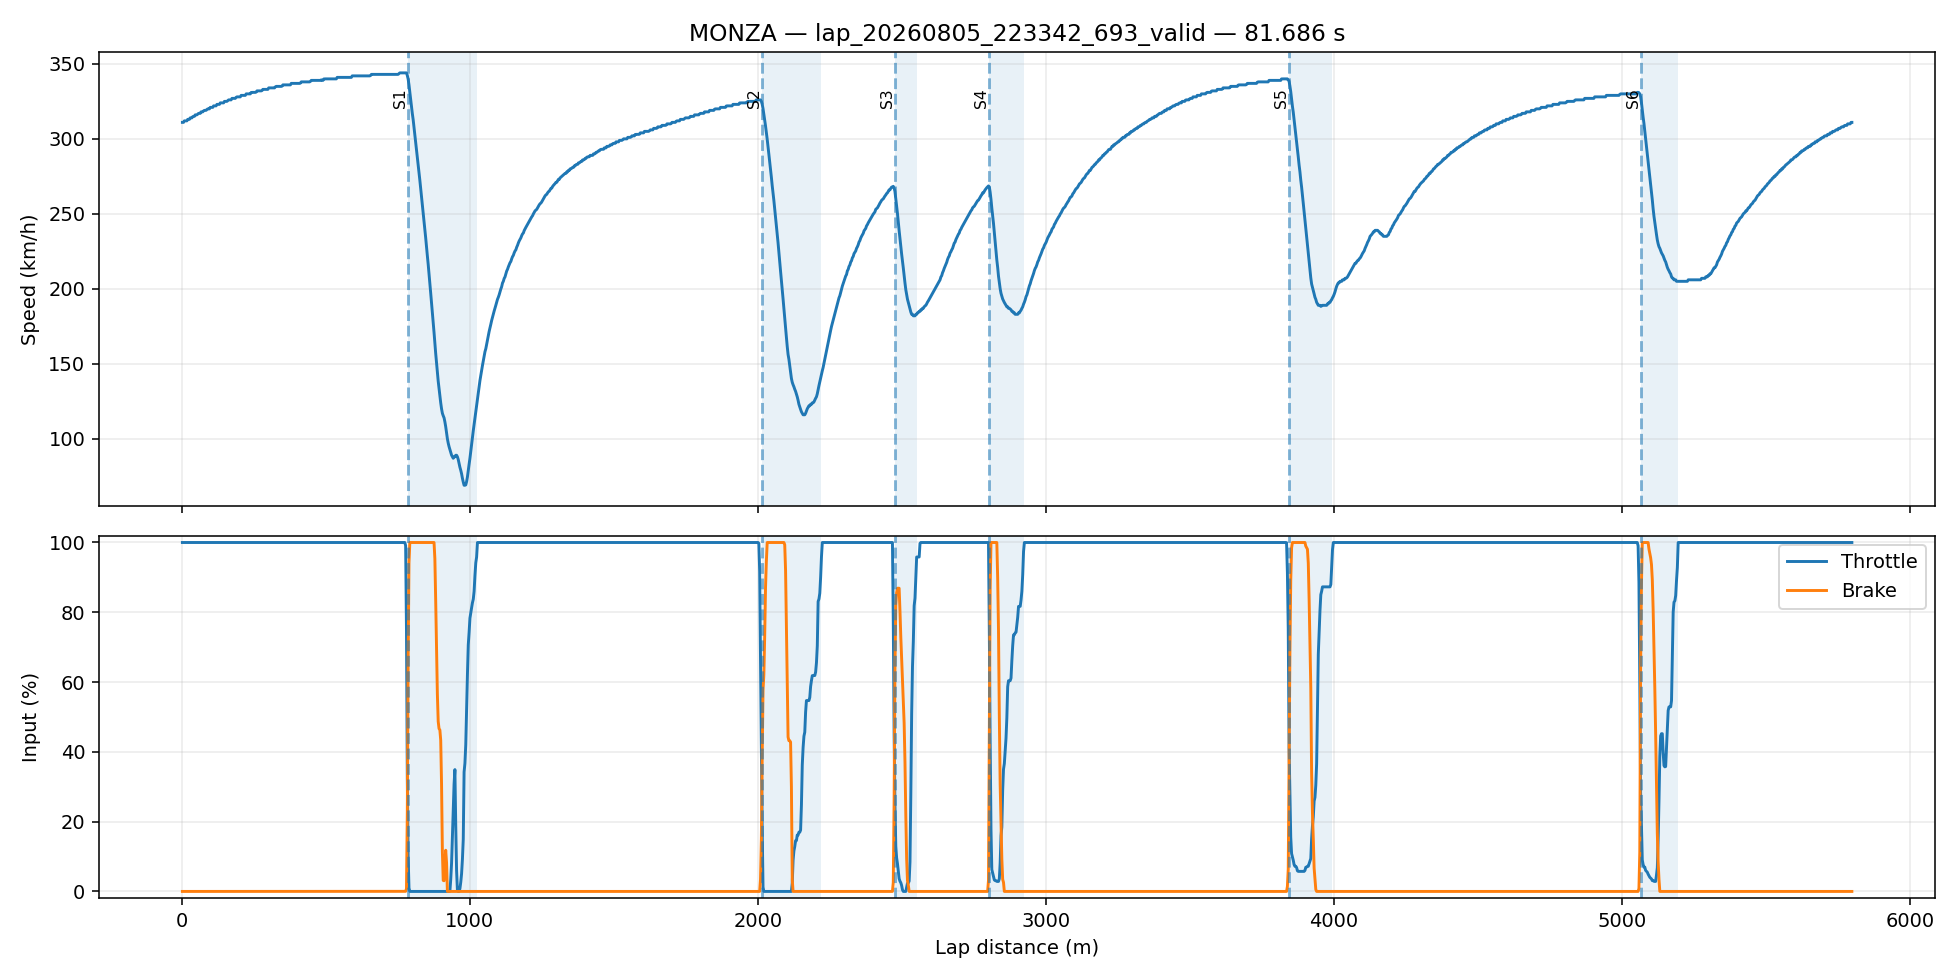 MONZA — lap_20260805_223342_693_valid — 81.686 s
Speed (km/h)
350
300
250
200
150
100
S1
S2
S3
S4
S5
S6
Input (%)
100
80
60
40
20
0
Throttle
Brake
0
1000
2000
3000
4000
5000
6000
Lap distance (m)